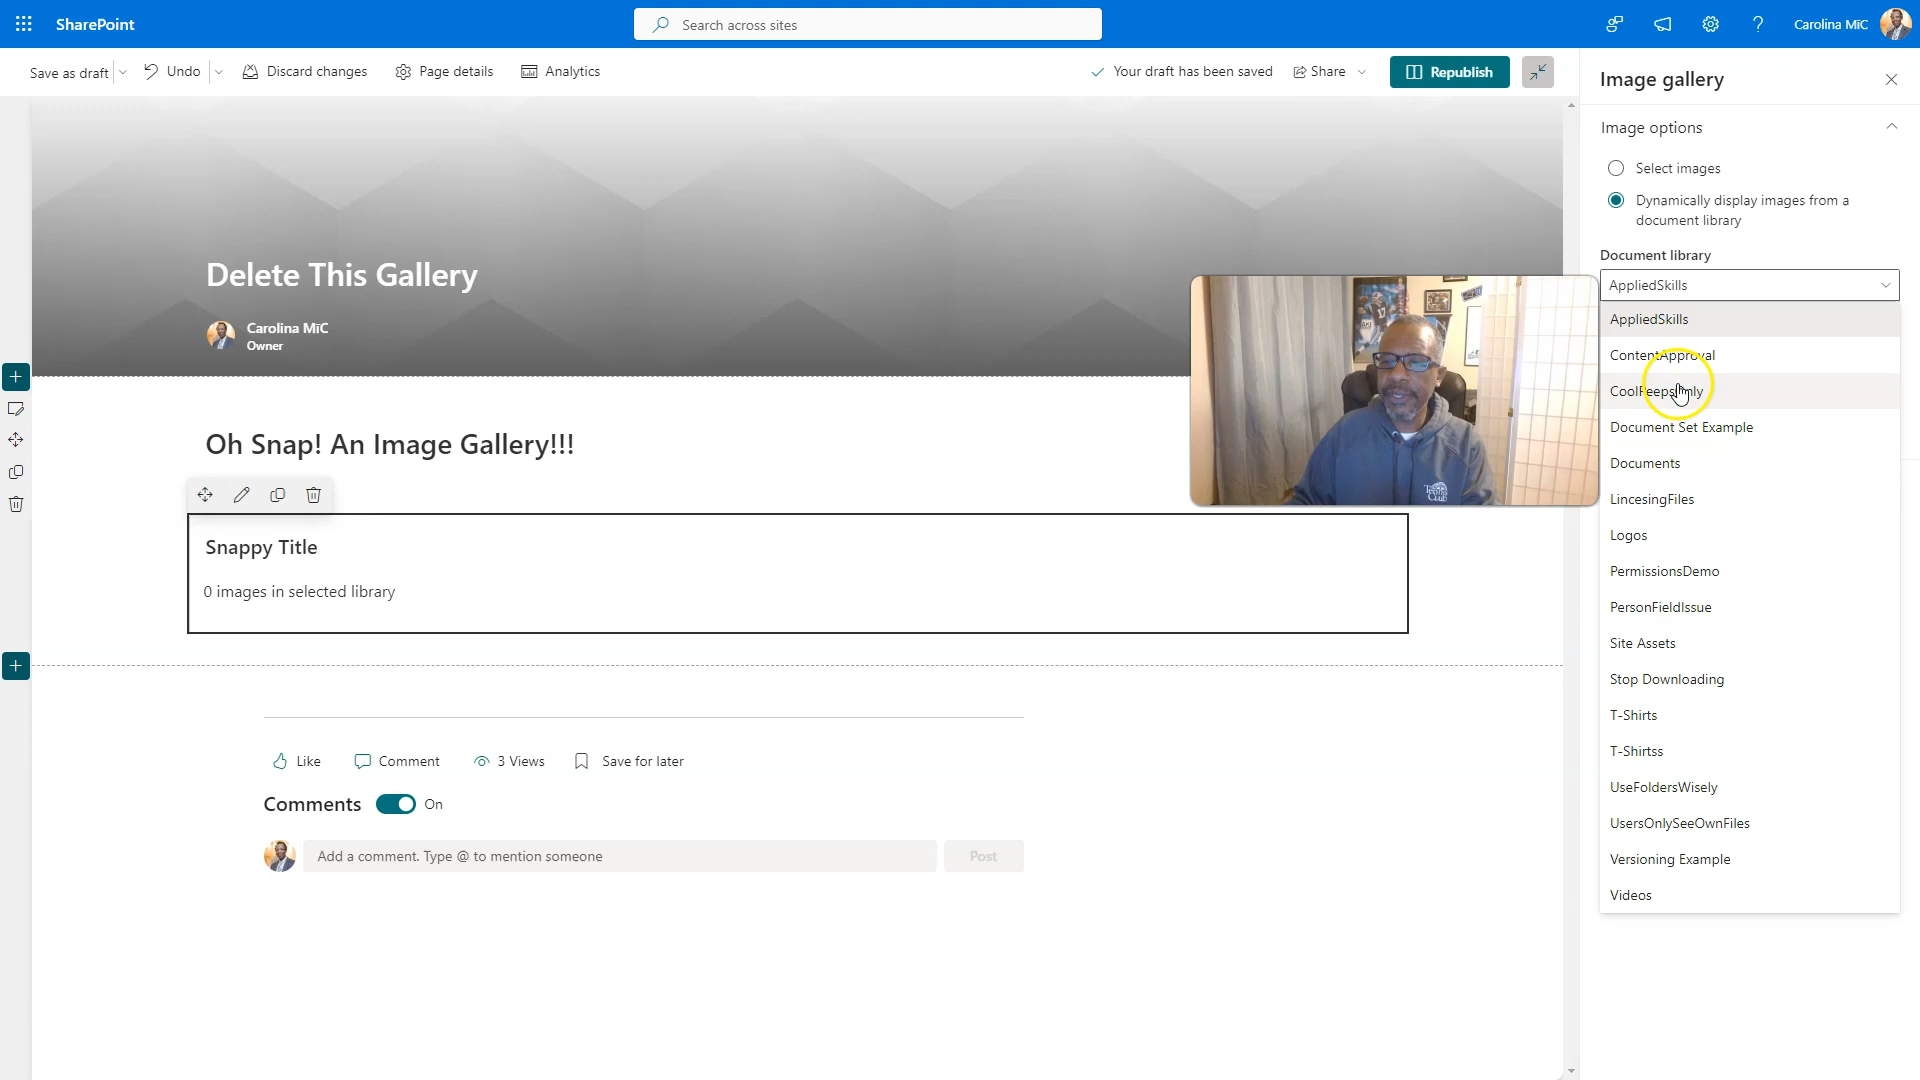 SharePoint
Search across sites
Carolina MiC
Save as draft
Undo
Discard changes
Page details
Analytics
Your draft has been saved
Share
Republish
Image gallery
Image options
Select images
Dynamically display images from a
document library
Document library
AppliedSkills
AppliedSkills
ContentApproval
CoolPeepsOnly
Document Set Example
Documents
LincesingFiles
Logos
PermissionsDemo
PersonFieldIssue
Site Assets
Stop Downloading
T-Shirts
T-Shirtss
UseFoldersWisely
UsersOnlySeeOwnFiles
Versioning Example
Videos
Delete This Gallery
Carolina MiC
Owner
Oh Snap! An Image Gallery!!!
Snappy Title
0 images in selected library
Like
Comment
3 Views
Save for later
Comments
On
Add a comment. Type @ to mention someone
Post